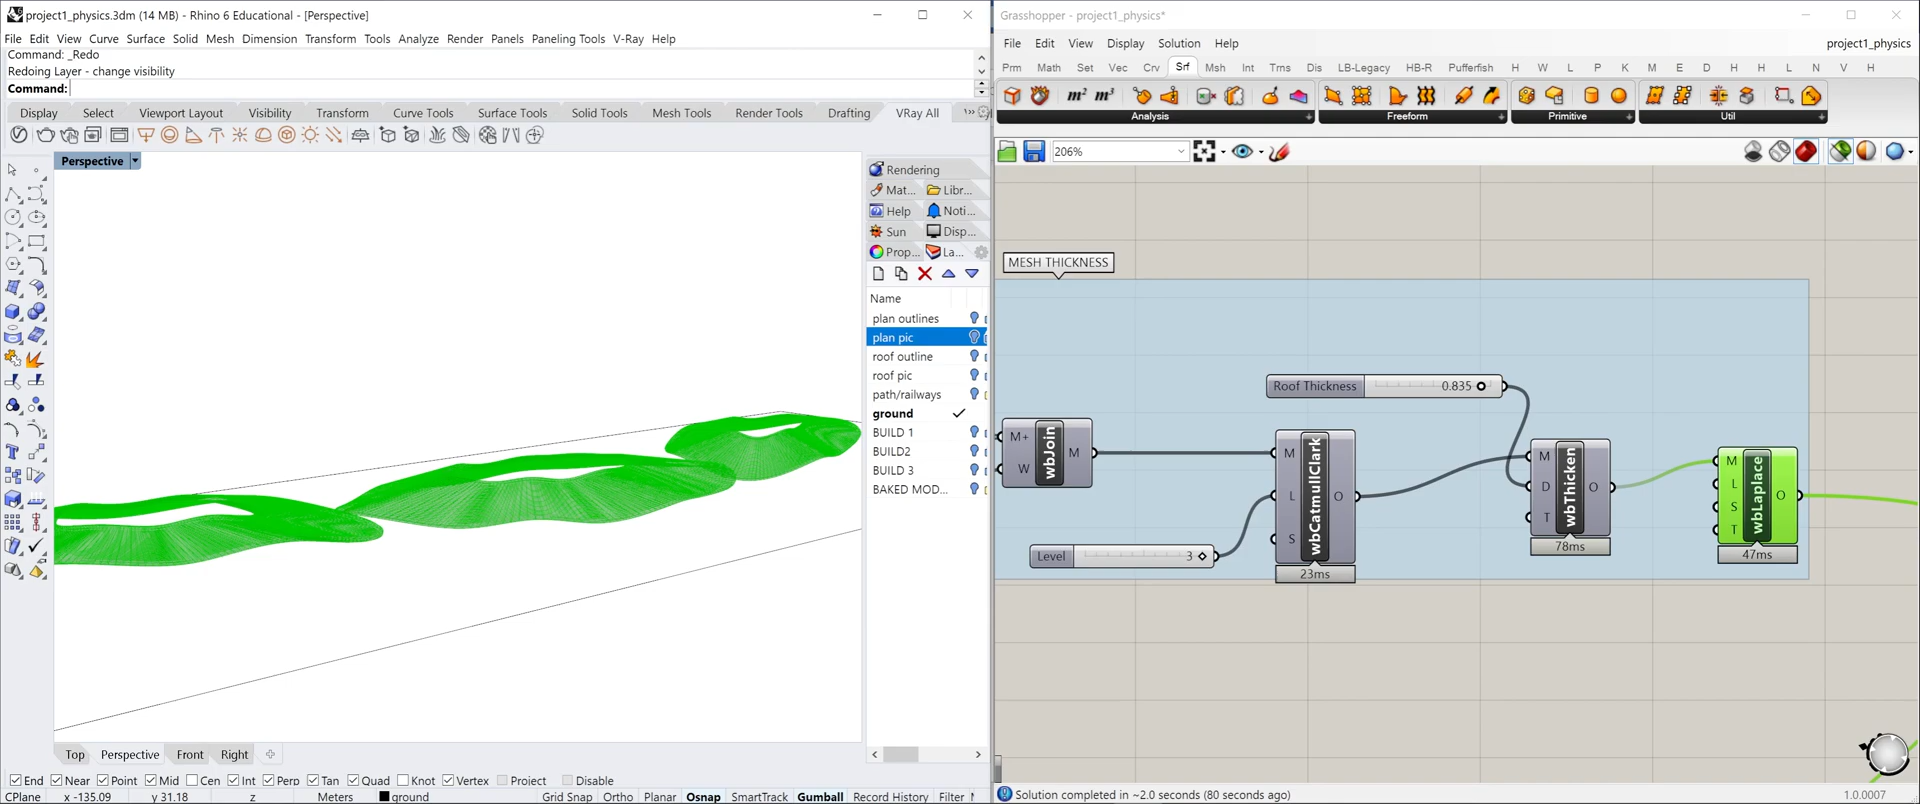 project1_physics.3dm (14 MB) - Rhino 6 Educational - [Perspective]
File Edit View Curve Surface Solid Mesh Dimension Transform Tools Analyze Render Panels Paneling Tools V-Ray Help
Command: _Redo
Redoing Layer - change visibility
Command:
Display Select Viewport Layout Visibility Transform Curve Tools Surface Tools Solid Tools Mesh Tools Render Tools Drafting VRay All
Perspective
Rendering
Mat... Libr...
Help Noti...
Sun Disp...
Prop... La...
Name
plan outlines
plan pic
roof outline
roof pic
path/railways
ground
BUILD 1
BUILD2
BUILD 3
BAKED MOD...
Top Perspective Front Right
End Near Point Mid Cen Int Perp Tan Quad Knot Vertex Project Disable
CPlane x -135.09 y 31.18 z Meters ground Grid Snap Ortho Planar Osnap SmartTrack Gumball Record History Filter
Grasshopper - project1_physics*
File Edit View Display Solution Help project1_physics
Prm Math Set Vec Crv Srf Msh Int Trns Dis LB-Legacy HB-R Pufferfish H W L P K M E D H H L N V H
m² m³
Analysis Freeform Primitive Util
206%
MESH THICKNESS
Roof Thickness 0.835
M+ W wbJoin M
M L S wbCatmullClark O
23ms
Level 3
M D T wbThicken O
78ms
M L S T wbLaplace O
47ms
Solution completed in ~2.0 seconds (80 seconds ago) 1.0.0007